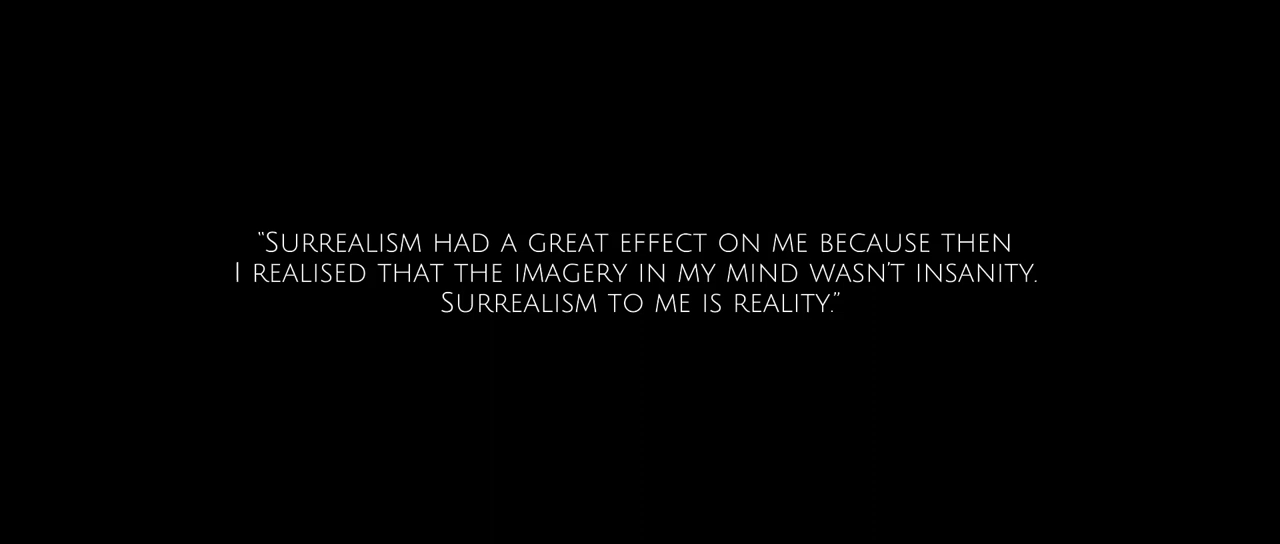 “Surrealism had a great effect on me because then
I realised that the imagery in my mind wasn’t insanity.
Surrealism to me is reality.”